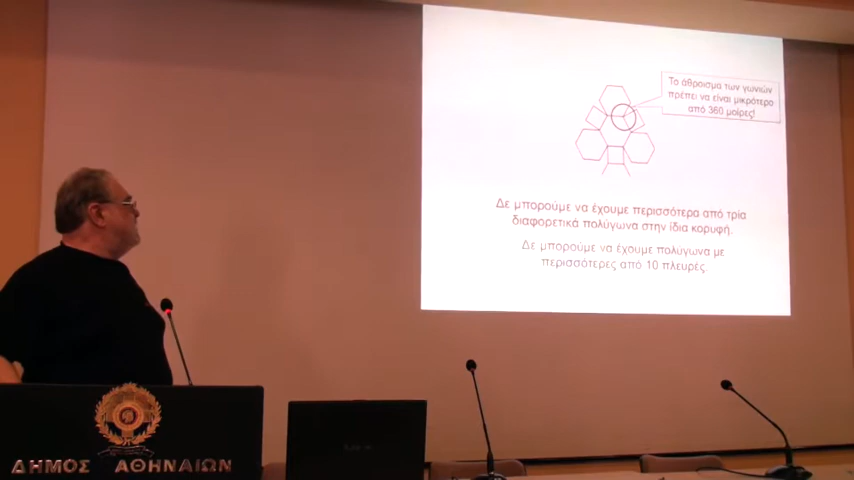 Το άθροισμα των γωνιών
πρέπει να είναι μικρότερο
από 360 μοίρες!
Δε μπορούμε να έχουμε περισσότερα από τρία
διαφορετικά πολύγωνα στην ίδια κορυφή.
Δε μπορούμε να έχουμε πολύγωνα με
περισσότερες από 10 πλευρές.
ΔΗΜΟΣ ΑΘΗΝΑΙΩΝ